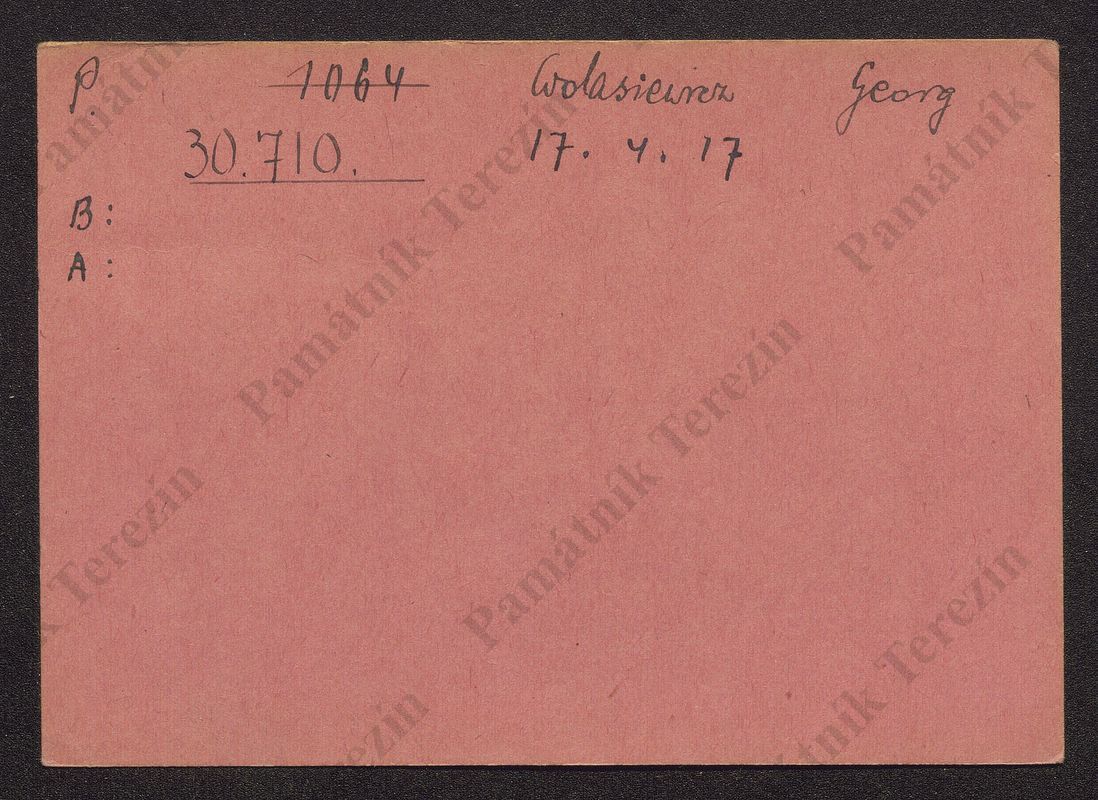 P. 1064 Wolasiewicz Georg
30.710. 17. 4. 17
B:
A:
Památník Terezín